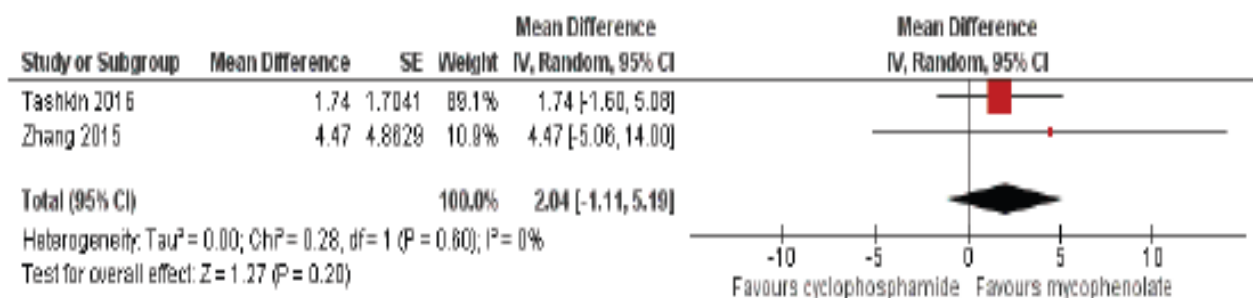 Mean Difference Mean Difference
Study or Subgroup Mean Difference SE Weight IV, Random, 95% CI IV, Random, 95% CI
Tashkin 2016 1.74 1.7041 89.1% 1.74 [-1.60, 5.08]
Zhang 2015 4.47 4.8629 10.9% 4.47 [-5.06, 14.00]
Total (95% CI) 100.0% 2.04 [-1.11, 5.19]
Heterogeneity: Tau² = 0.00; Chi² = 0.28, df = 1 (P = 0.60); I² = 0%
Test for overall effect: Z = 1.27 (P = 0.20)
-10 -5 0 5 10
Favours cyclophosphamide Favours mycophenolate